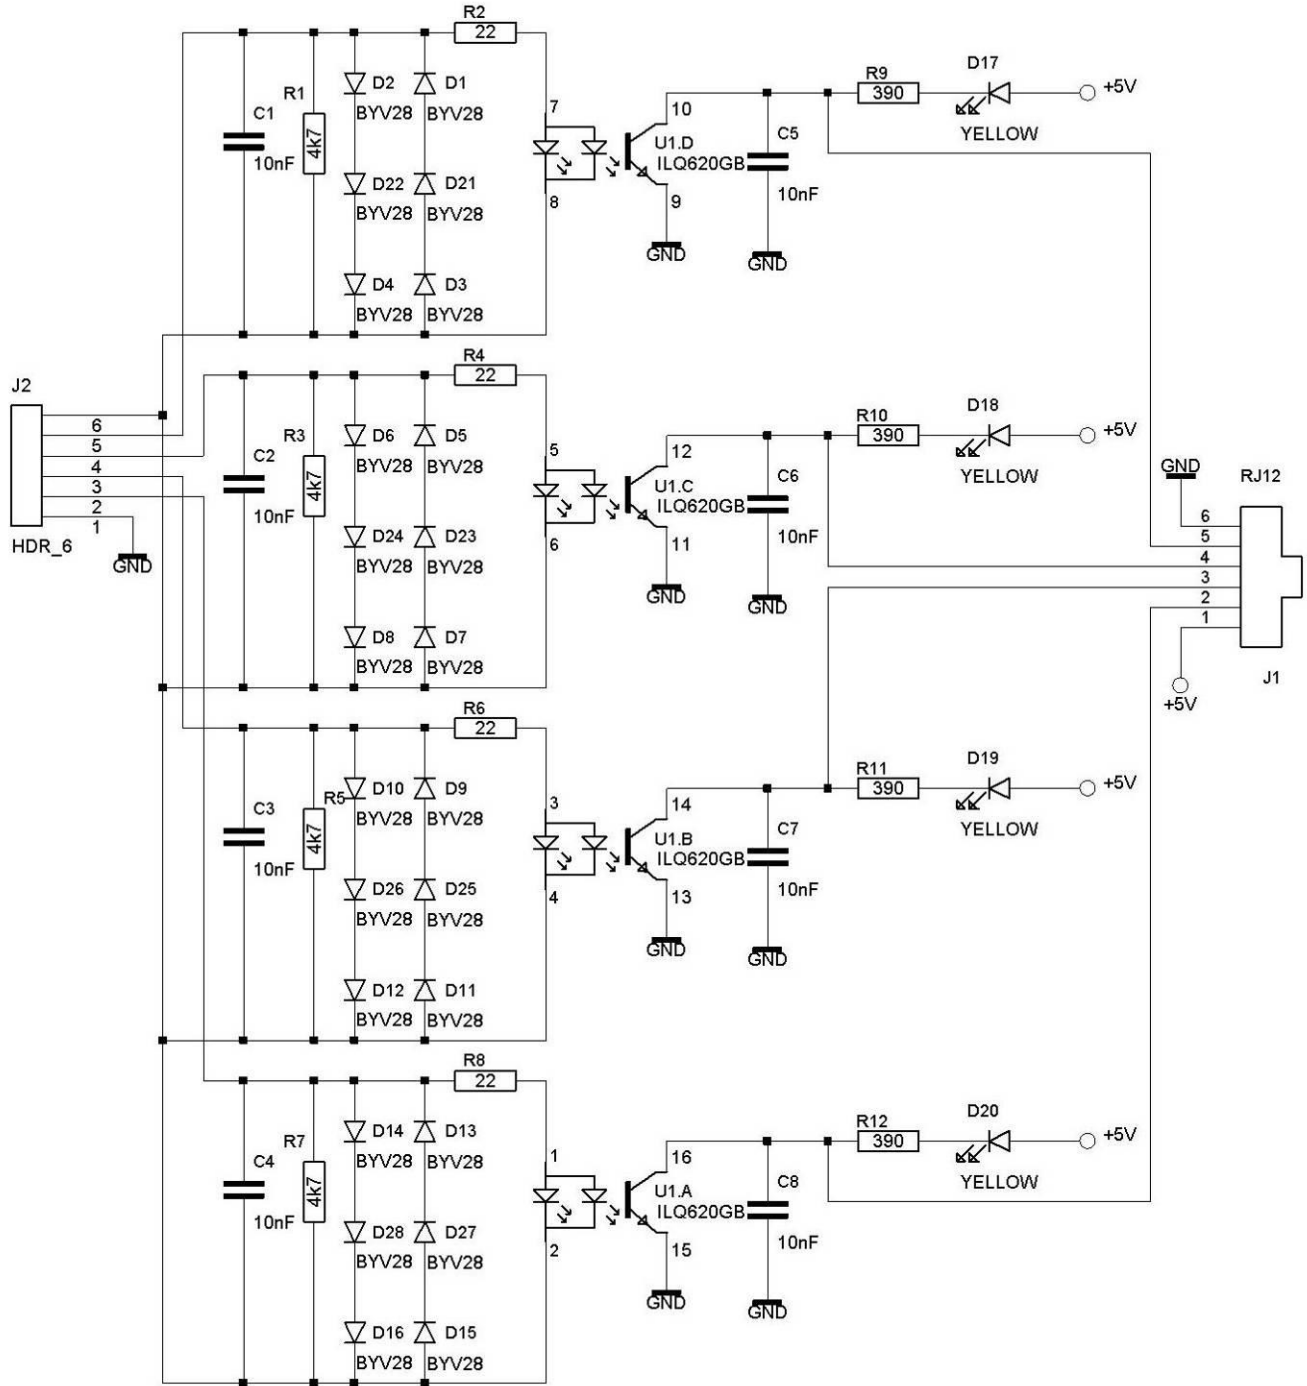 R2
22
D2
BYV28
D1
BYV28
R1
4k7
C1
10nF
D22
BYV28
D21
BYV28
D4
BYV28
D3
BYV28
7
8
10
U1.D
ILQ620GB
9
GND
C5
10nF
GND
R9
390
D17
YELLOW
+5V
J2
6
5
4
3
2
1
HDR_6
GND
R4
22
D6
BYV28
D5
BYV28
R3
4k7
C2
10nF
D24
BYV28
D23
BYV28
D8
BYV28
D7
BYV28
5
6
12
U1.C
ILQ620GB
11
GND
C6
10nF
GND
R10
390
D18
YELLOW
+5V
GND
RJ12
6
5
4
3
2
1
J1
+5V
R6
22
D10
BYV28
D9
BYV28
R5
4k7
C3
10nF
D26
BYV28
D25
BYV28
D12
BYV28
D11
BYV28
3
4
14
U1.B
ILQ620GB
13
GND
C7
10nF
GND
R11
390
D19
YELLOW
+5V
R8
22
D14
BYV28
D13
BYV28
R7
4k7
C4
10nF
D28
BYV28
D27
BYV28
D16
BYV28
D15
BYV28
1
2
16
U1.A
ILQ620GB
15
GND
C8
10nF
GND
R12
390
D20
YELLOW
+5V